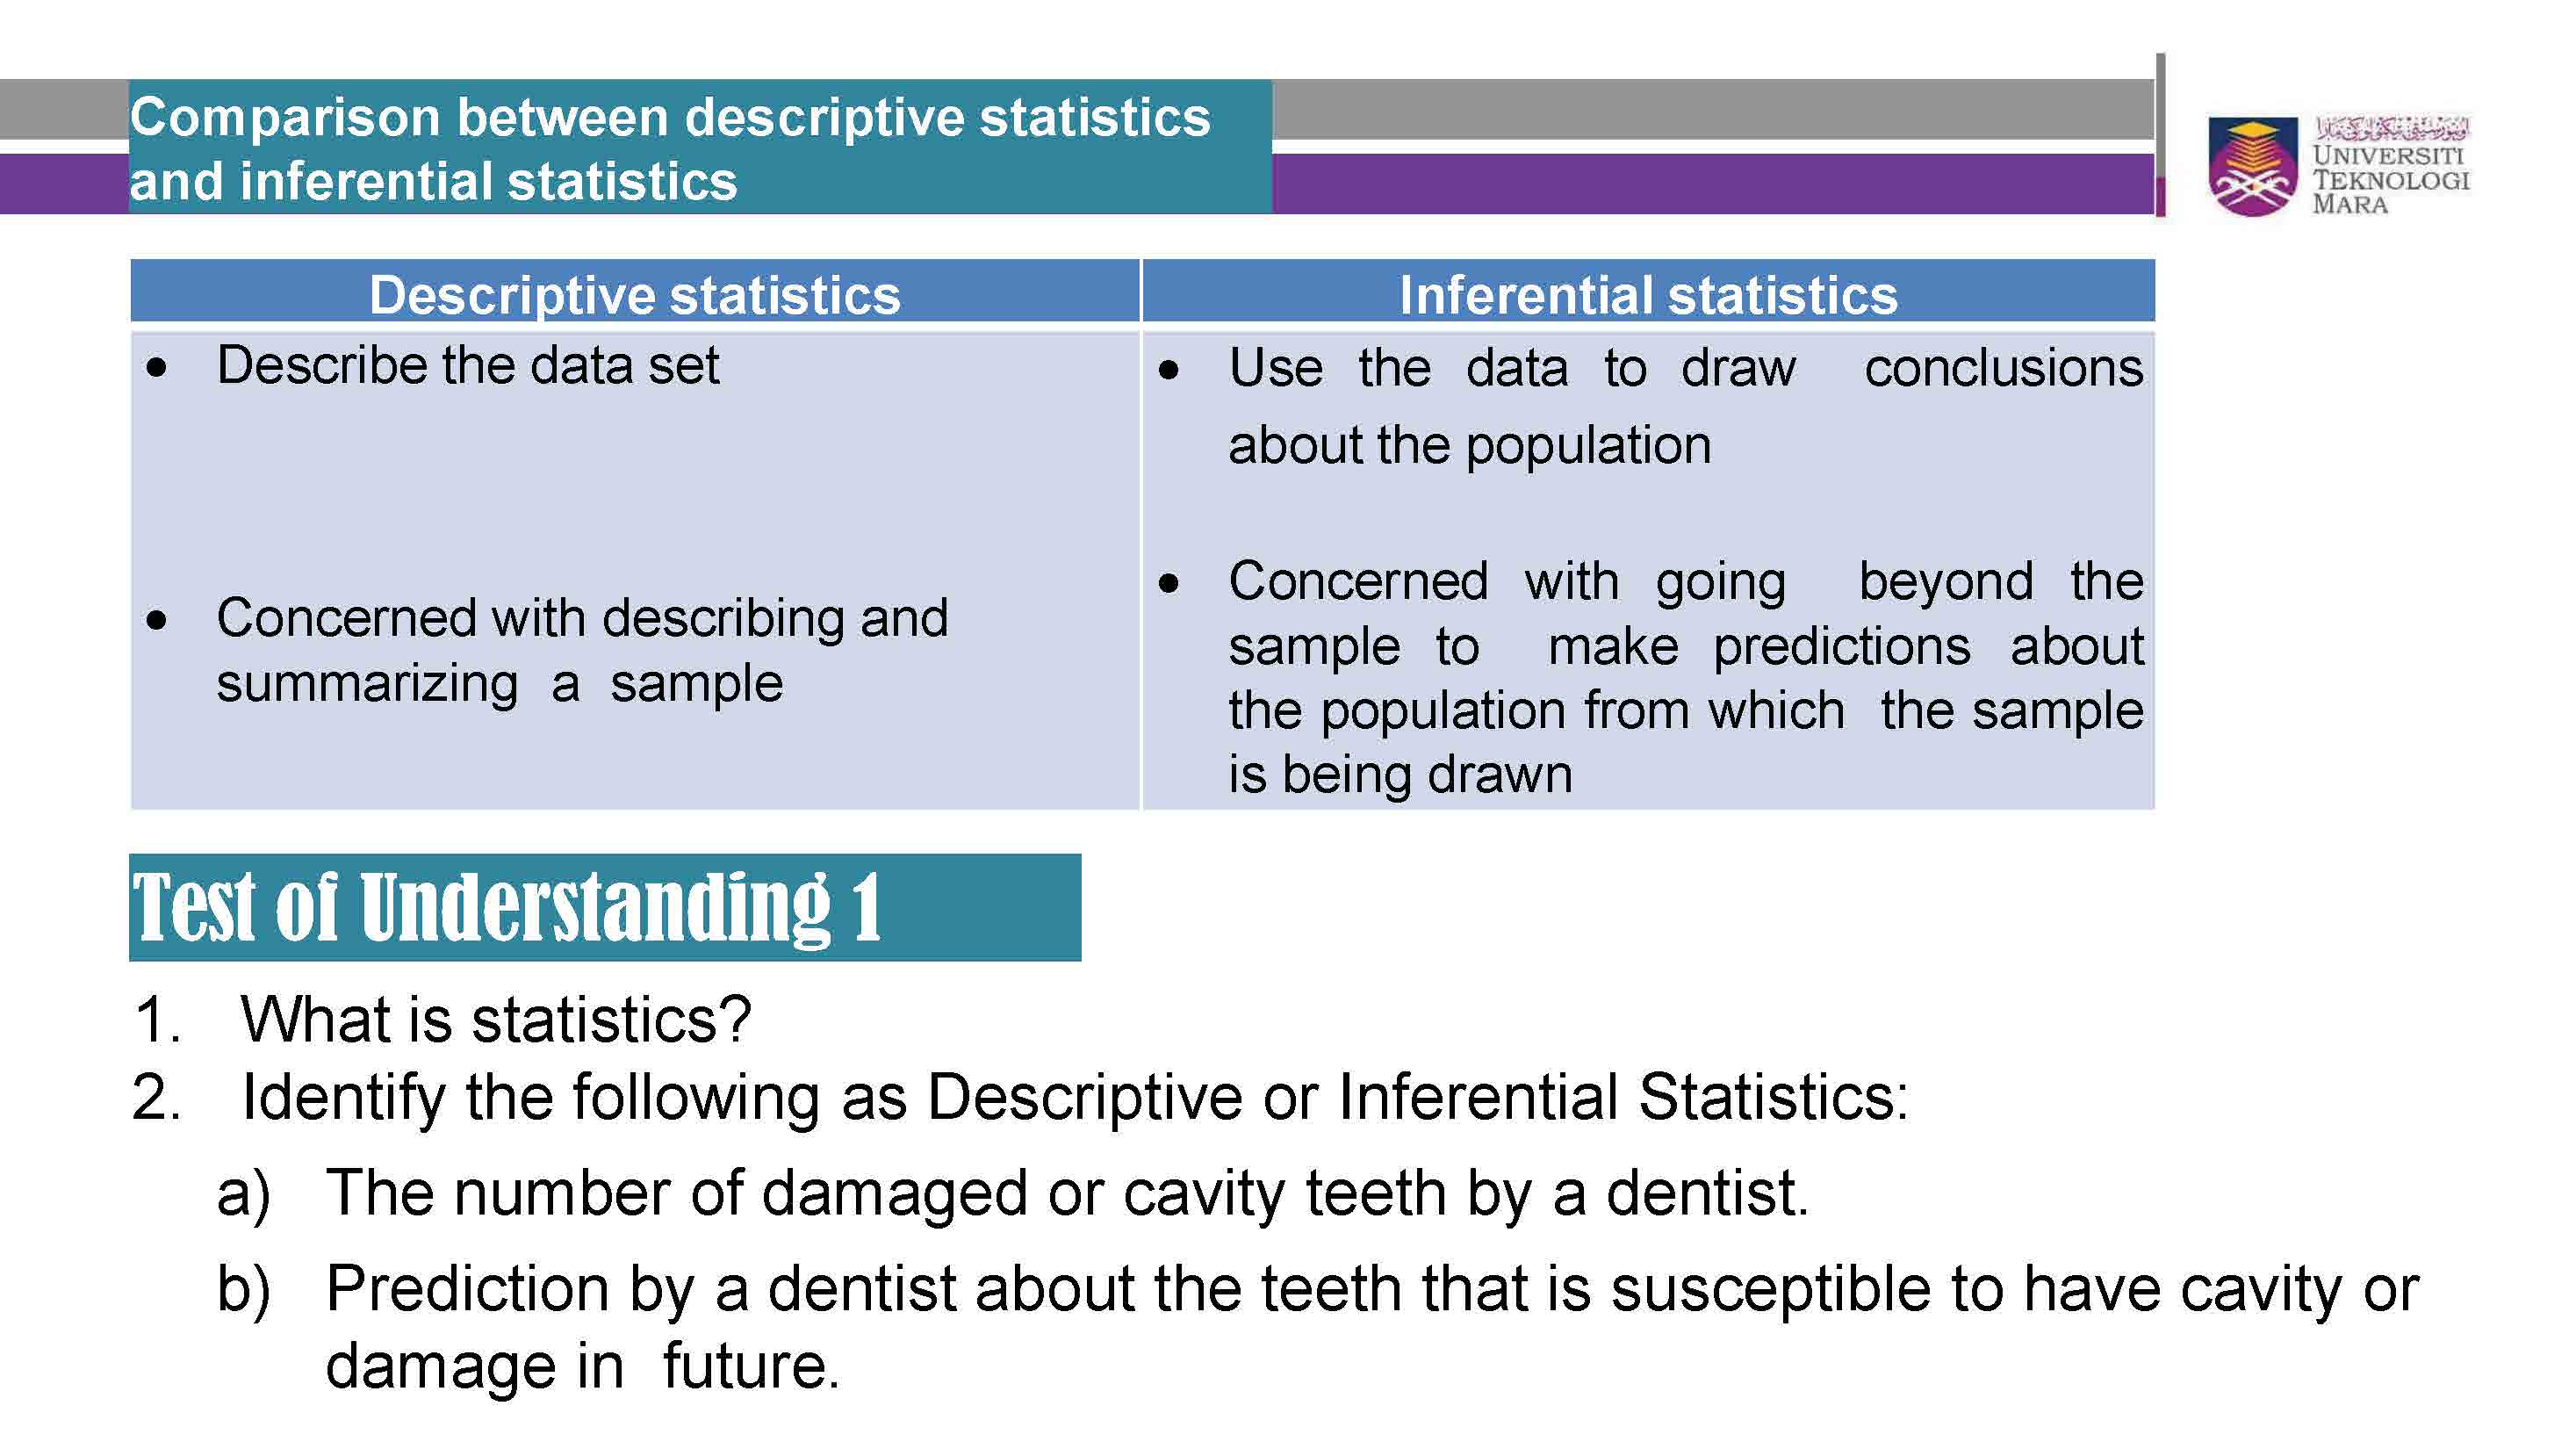 Comparison between descriptive statistics
and inferential statistics
UNIVERSITI
TEKNOLOGI
MARA
Descriptive statistics
Inferential statistics
• Describe the data set
• Concerned with describing and
summarizing a sample
• Use the data to draw conclusions
about the population
• Concerned with going beyond the
sample to make predictions about
the population from which the sample
is being drawn
Test of Understanding 1
1. What is statistics?
2. Identify the following as Descriptive or Inferential Statistics:
a) The number of damaged or cavity teeth by a dentist.
b) Prediction by a dentist about the teeth that is susceptible to have cavity or
damage in future.